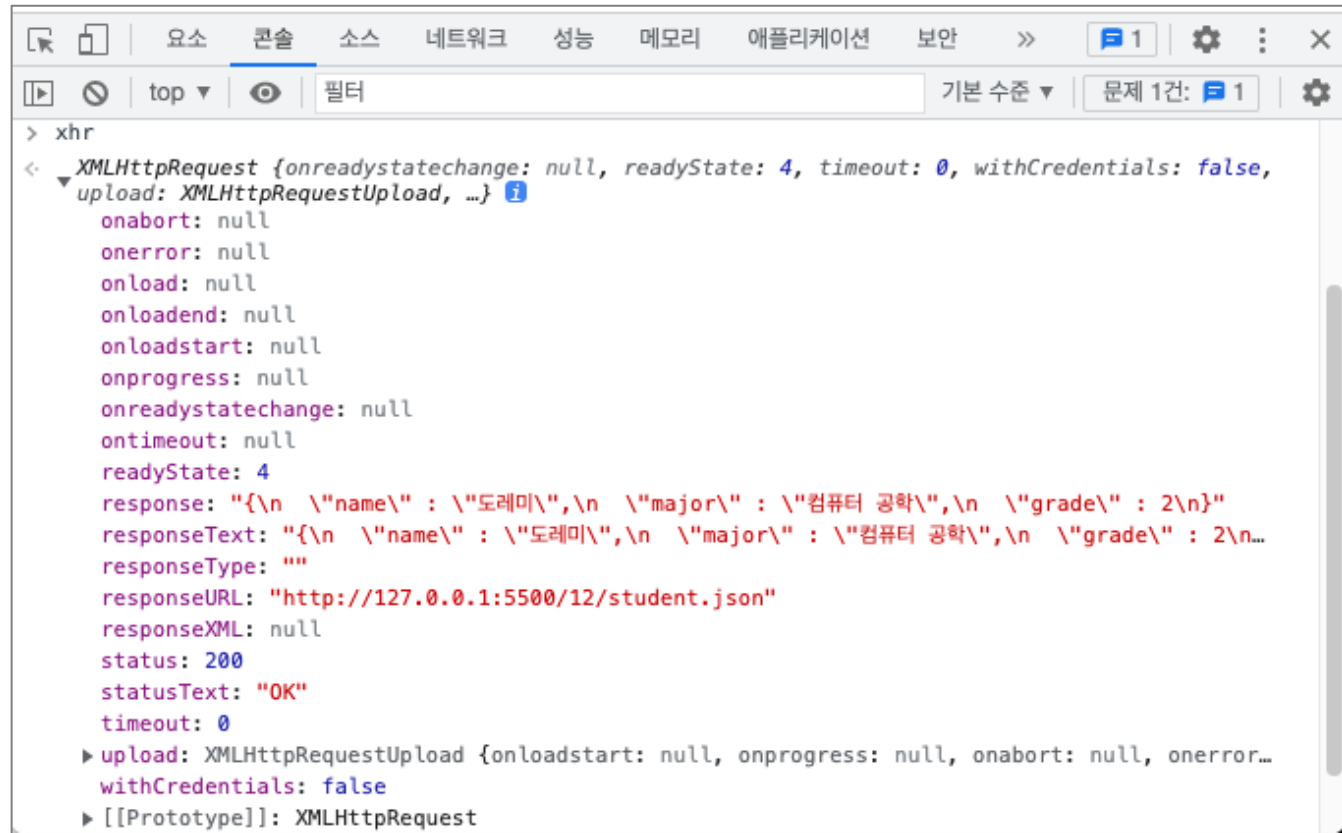 요소 콘솔 소스 네트워크 성능 메모리 애플리케이션 보안 » 1
top ▼ 필터 기본 수준 ▼ 문제 1건: 1
> xhr
XMLHttpRequest {onreadystatechange: null, readyState: 4, timeout: 0, withCredentials: false,
upload: XMLHttpRequestUpload, …} i
onabort: null
onerror: null
onload: null
onloadend: null
onloadstart: null
onprogress: null
onreadystatechange: null
ontimeout: null
readyState: 4
response: "{\n  \"name\" : \"도레미\",\n  \"major\" : \"컴퓨터 공학\",\n  \"grade\" : 2\n}"
responseText: "{\n  \"name\" : \"도레미\",\n  \"major\" : \"컴퓨터 공학\",\n  \"grade\" : 2\n…
responseType: ""
responseURL: "http://127.0.0.1:5500/12/student.json"
responseXML: null
status: 200
statusText: "OK"
timeout: 0
▶ upload: XMLHttpRequestUpload {onloadstart: null, onprogress: null, onabort: null, onerror…
withCredentials: false
▶ [[Prototype]]: XMLHttpRequest